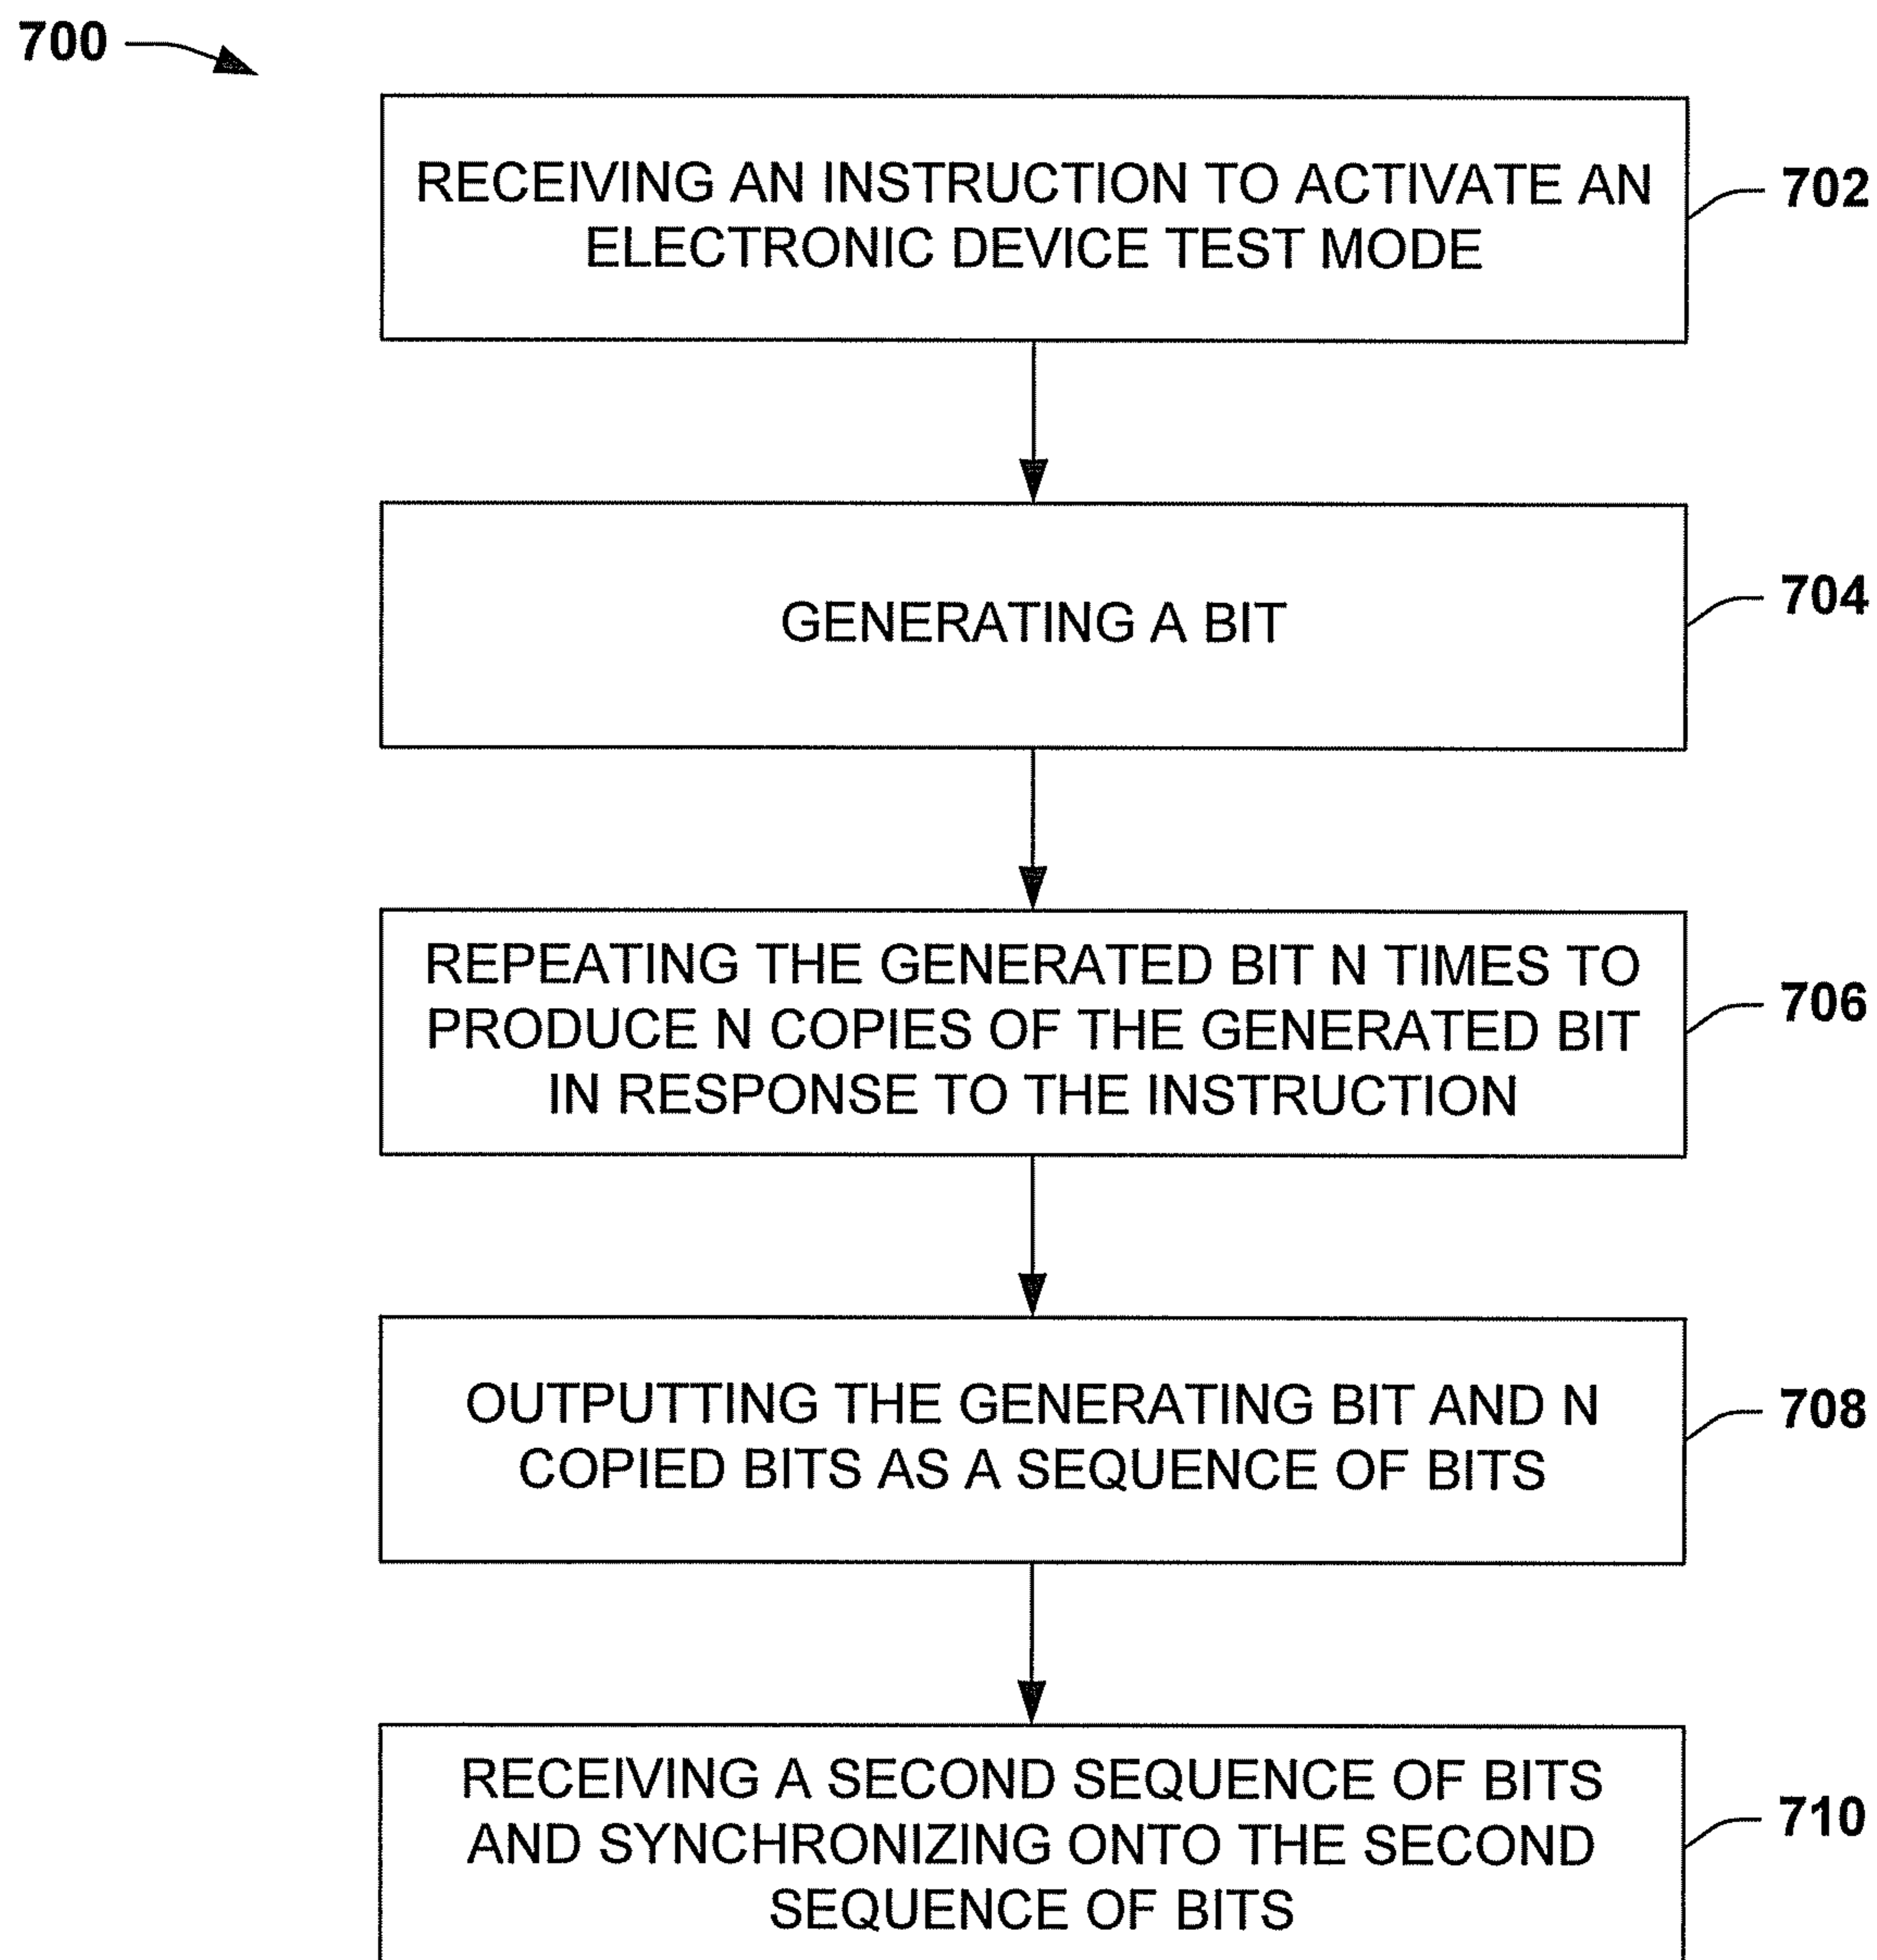 700
RECEIVING AN INSTRUCTION TO ACTIVATE AN
ELECTRONIC DEVICE TEST MODE
702
GENERATING A BIT
704
REPEATING THE GENERATED BIT N TIMES TO
PRODUCE N COPIES OF THE GENERATED BIT
IN RESPONSE TO THE INSTRUCTION
706
OUTPUTTING THE GENERATING BIT AND N
COPIED BITS AS A SEQUENCE OF BITS
708
RECEIVING A SECOND SEQUENCE OF BITS
AND SYNCHRONIZING ONTO THE SECOND
SEQUENCE OF BITS
710